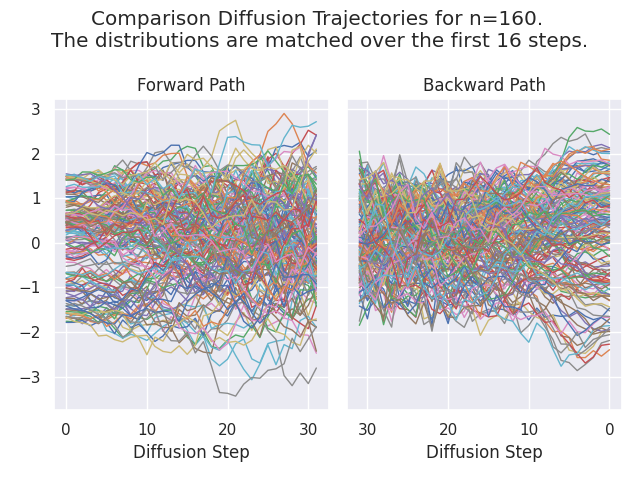 Comparison Diffusion Trajectories for n=160.
The distributions are matched over the first 16 steps.
Forward Path
Backward Path
3
2
1
0
−1
−2
−3
0 10 20 30
30 20 10 0
Diffusion Step
Diffusion Step